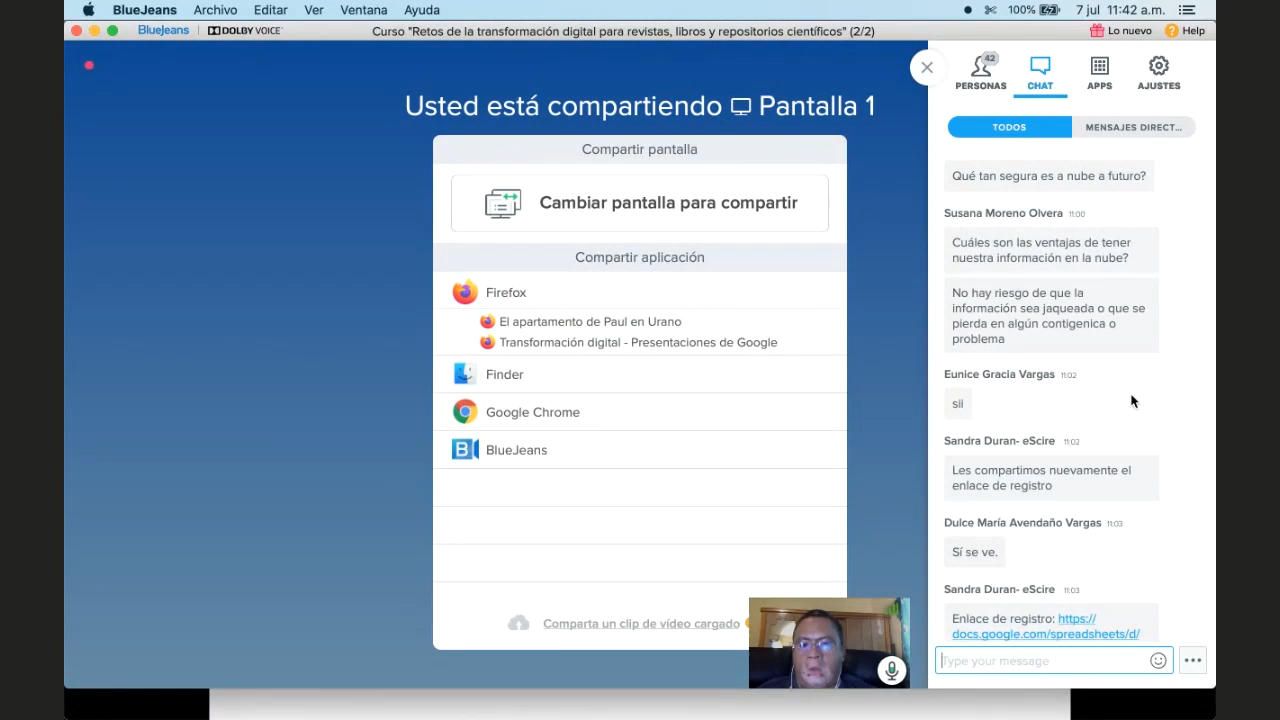 BlueJeans Archivo Editar Ver Ventana Ayuda 100% 7 jul 11:42 a.m.
BlueJeans DOLBY VOICE Curso "Retos de la transformación digital para revistas, libros y repositorios científicos" (2/2) Lo nuevo ? Help
Usted está compartiendo Pantalla 1
Compartir pantalla
Cambiar pantalla para compartir
Compartir aplicación
Firefox
El apartamento de Paul en Urano
Transformación digital - Presentaciones de Google
Finder
Google Chrome
B BlueJeans
Comparta un clip de vídeo cargado
42
PERSONAS CHAT APPS AJUSTES
TODOS MENSAJES DIRECT...
Qué tan segura es a nube a futuro?
Susana Moreno Olvera 11:00
Cuáles son las ventajas de tener
nuestra información en la nube?
No hay riesgo de que la
información sea jaqueada o que se
pierda en algún contigenica o
problema
Eunice Gracia Vargas 11:02
sii
Sandra Duran- eScire 11:02
Les compartimos nuevamente el
enlace de registro
Dulce María Avendaño Vargas 11:03
Sí se ve.
Sandra Duran- eScire 11:03
Enlace de registro: https://
docs.google.com/spreadsheets/d/
Type your message